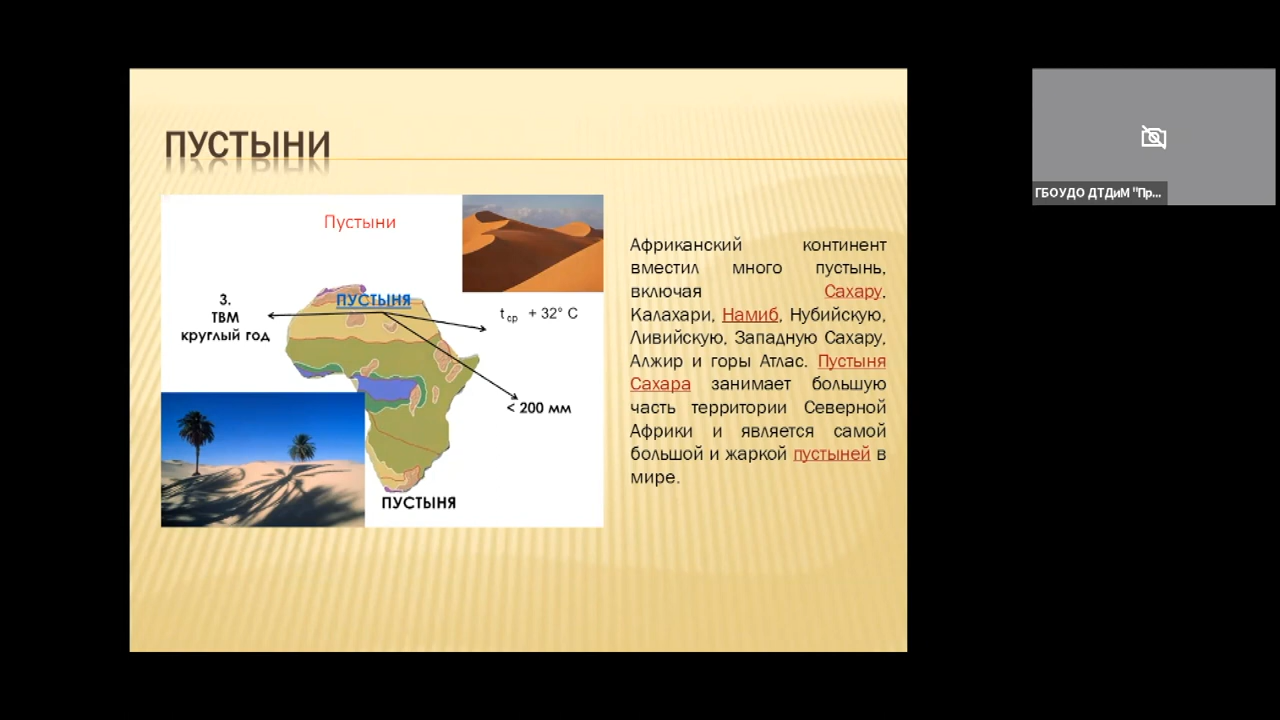 ПУСТЫНИ
Пустыни
ПУСТЫНЯ
3.
ТВМ
круглый год
t ср + 32° С
< 200 мм
ПУСТЫНЯ
Африканский континент
вместил много пустынь,
включая Сахару,
Калахари, Намиб, Нубийскую,
Ливийскую, Западную Сахару,
Алжир и горы Атлас. Пустыня
Сахара занимает большую
часть территории Северной
Африки и является самой
большой и жаркой пустыней в
мире.
ГБОУДО ДТДиМ "Пр...